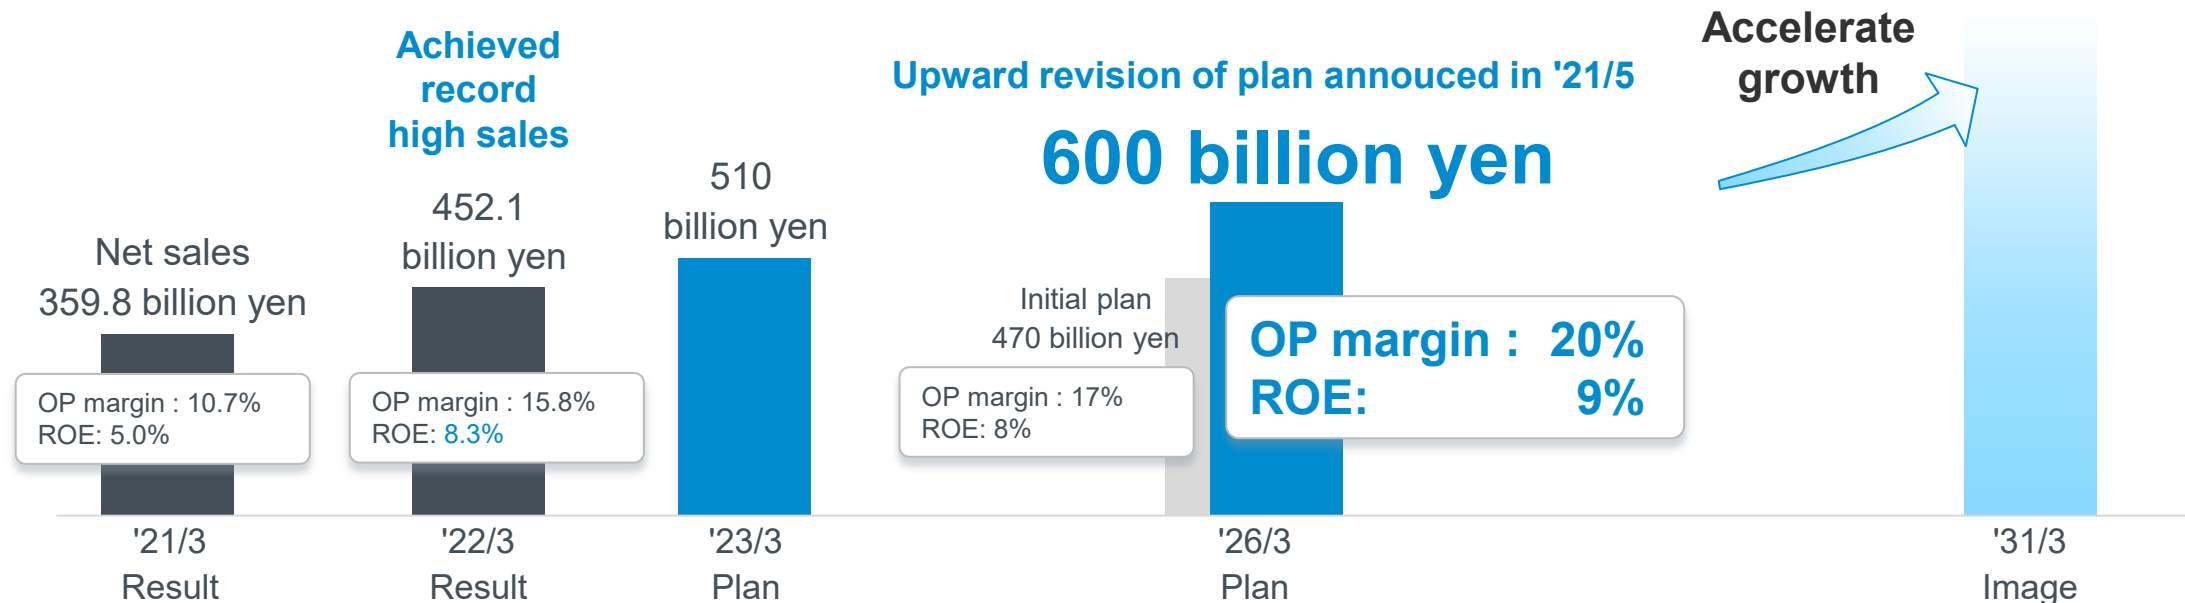 Achieved
record
high sales
Net sales
359.8 billion yen
OP margin : 10.7%
ROE: 5.0%
'21/3
Result
452.1
billion yen
OP margin : 15.8%
ROE: 8.3%
'22/3
Result
510
billion yen
'23/3
Plan
Upward revision of plan annouced in '21/5
600 billion yen
Initial plan
470 billion yen
OP margin : 17%
ROE: 8%
OP margin : 20%
ROE: 9%
'26/3
Plan
Accelerate
growth
'31/3
Image